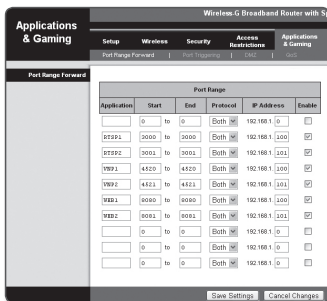 Wireless-G Broadband Router with Sp
Applications & Gaming
Setup Wireless Security Access Restrictions Applications & Gaming
Port Range Forward | Port Triggering | DMZ | QoS
Port Range Forward
Port Range
Application Start End Protocol IP Address Enable
0 to 0 Both 192.168.1. 0
RTSP1 3000 to 3000 Both 192.168.1. 100
RTSP2 3001 to 3001 Both 192.168.1. 101
VNP1 4520 to 4520 Both 192.168.1. 100
VNP2 4521 to 4521 Both 192.168.1. 101
WEB1 8080 to 8080 Both 192.168.1. 100
WEB2 8081 to 8081 Both 192.168.1. 101
0 to 0 Both 192.168.1. 0
0 to 0 Both 192.168.1. 0
0 to 0 Both 192.168.1. 0
Save Settings Cancel Changes